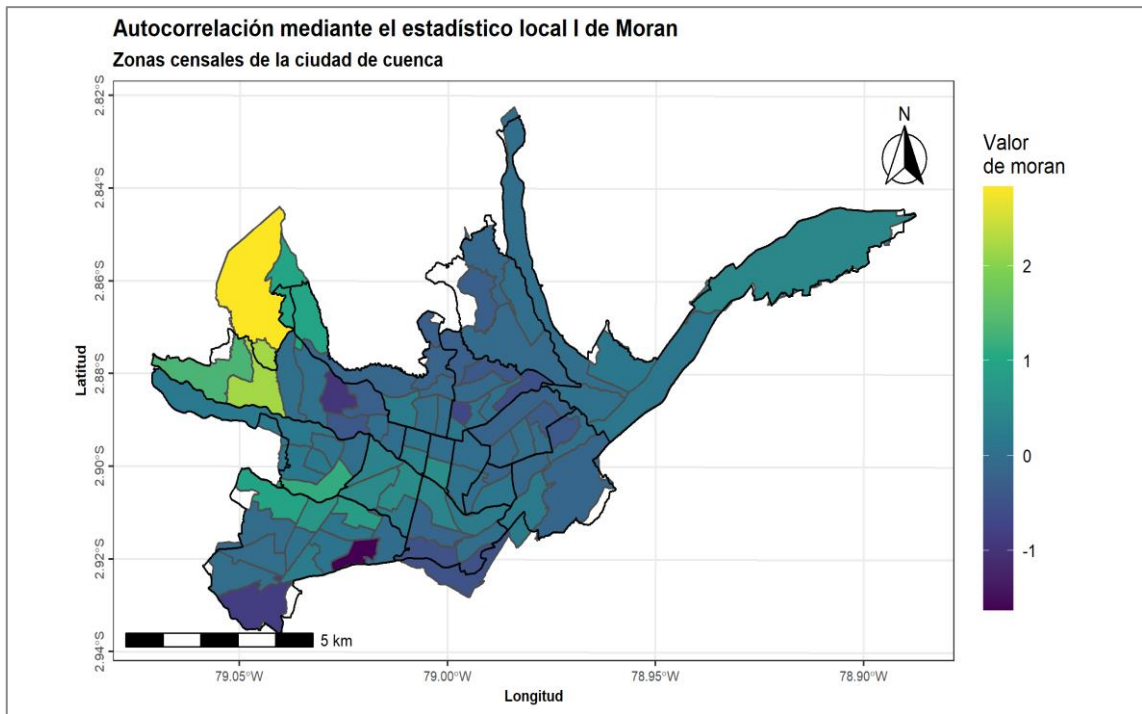 Autocorrelación mediante el estadístico local I de Moran
Zonas censales de la ciudad de cuenca
2.82°S
2.84°S
2.86°S
2.88°S
2.90°S
2.92°S
2.94°S
Latitud
N
Valor
de moran
2
1
0
-1
5 km
79.05°W
79.00°W
78.95°W
78.90°W
Longitud